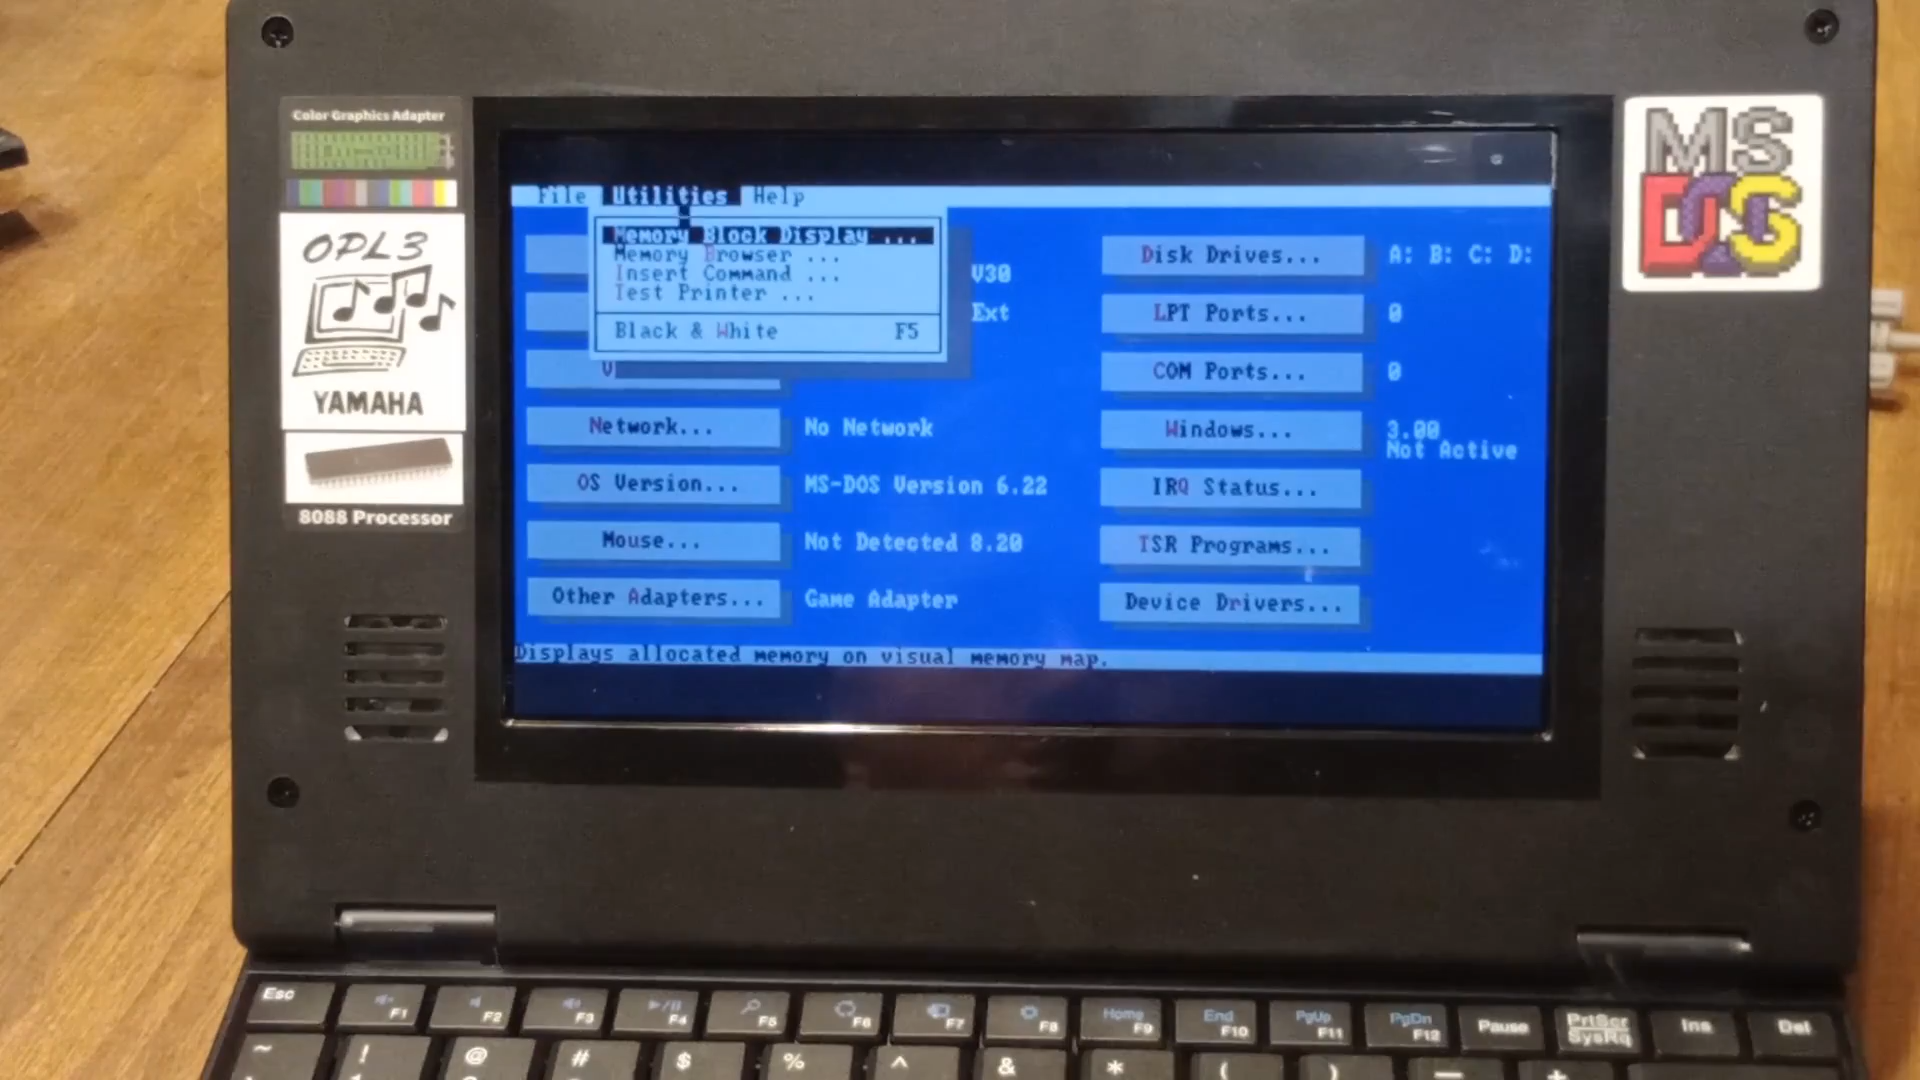 Color Graphics Adapter
OPL3
YAMAHA
8088 Processor
MS
DOS
File Utilities Help
Memory Block Display ...
Memory Browser ...
Insert Command ...
Test Printer ...
Black & White F5
V30
Ext
V
Network... No Network
OS Version... MS-DOS Version 6.22
Mouse... Not Detected 8.20
Other Adapters... Game Adapter
Disk Drives... A: B: C: D:
LPT Ports... 0
COM Ports... 0
Windows... 3.00
Not Active
IRQ Status...
TSR Programs...
Device Drivers...
Displays allocated memory on visual memory map.
Esc F1 F2 F3 F4 F5 F6 F7 F8 Home F9 End F10 PgUp F11 PgDn F12 Pause PrtScr SysRq Ins Del
~ ! @ # $ % ^ & * ( ) — +